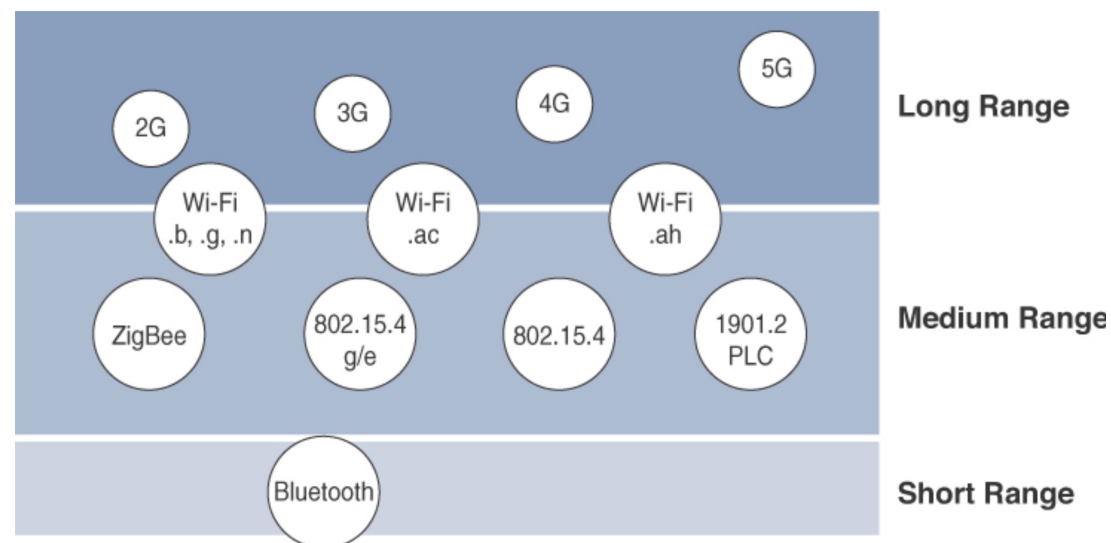 5G
4G
3G
2G
Long Range
Wi-Fi
.b, .g, .n
Wi-Fi
.ac
Wi-Fi
.ah
ZigBee
802.15.4
g/e
802.15.4
1901.2
PLC
Medium Range
Bluetooth
Short Range